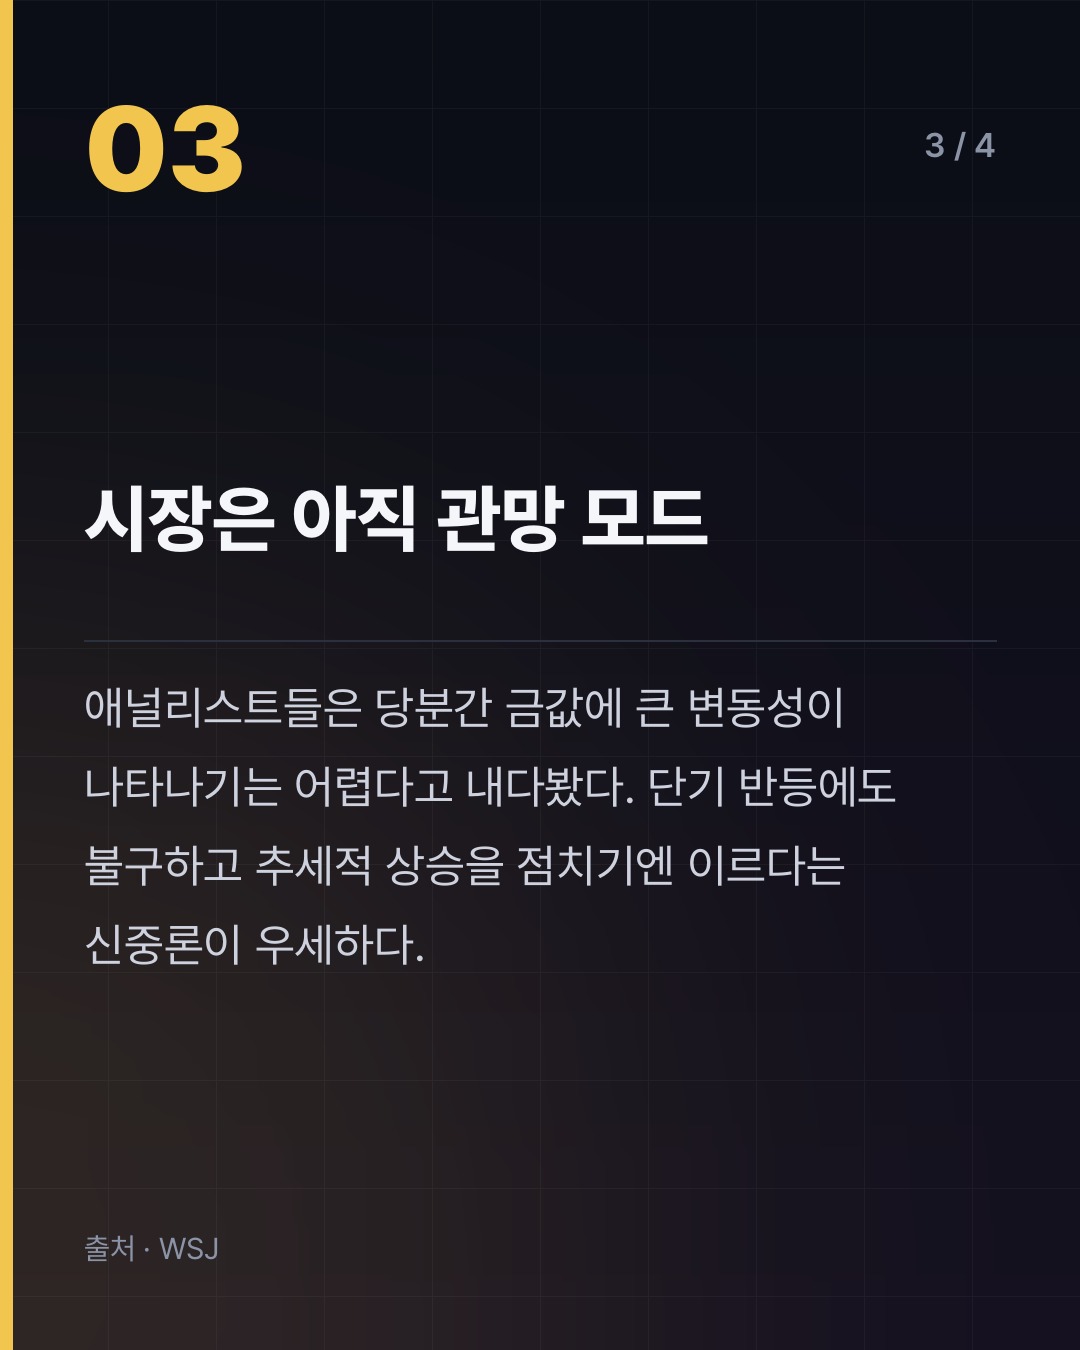 03
3 / 4
시장은 아직 관망 모드
애널리스트들은 당분간 금값에 큰 변동성이
나타나기는 어렵다고 내다봤다. 단기 반등에도
불구하고 추세적 상승을 점치기엔 이르다는
신중론이 우세하다.
출처 · WSJ